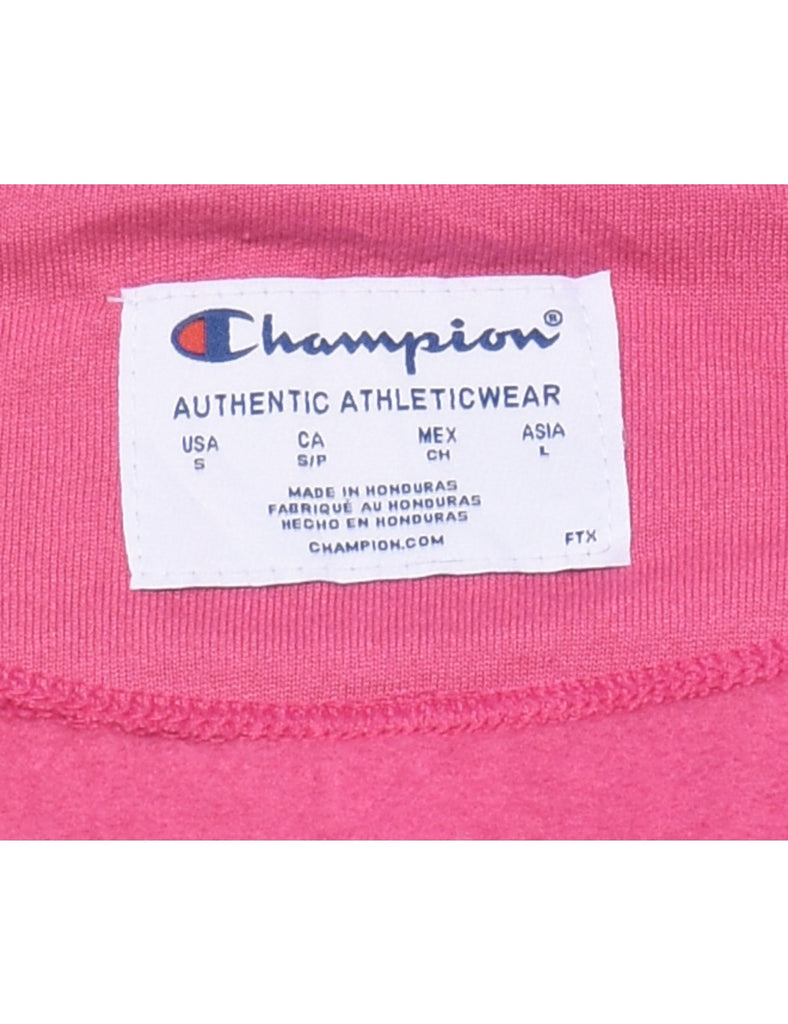 Champion®
AUTHENTIC ATHLETICWEAR
USA CA MEX ASIA
S S/P CH L
MADE IN HONDURAS
FABRIQUÉ AU HONDURAS
HECHO EN HONDURAS
CHAMPION.COM
FTX